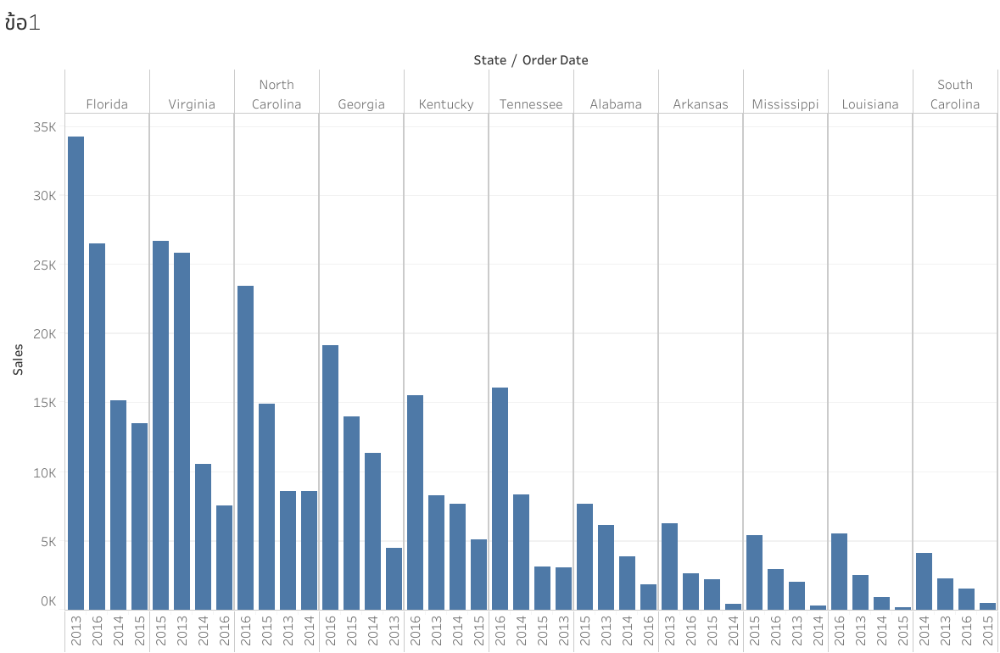 ข้อ1
State / Order Date
Florida Virginia North Carolina Georgia Kentucky Tennessee Alabama Arkansas Mississippi Louisiana South Carolina
35K
30K
25K
20K
15K
10K
5K
0K
Sales
2013 2016 2014 2015 2015 2013 2014 2016 2016 2015 2013 2014 2016 2015 2014 2013 2016 2013 2014 2015 2016 2014 2015 2013 2015 2013 2014 2016 2013 2016 2015 2014 2015 2016 2013 2014 2016 2013 2014 2015 2014 2013 2016 2015